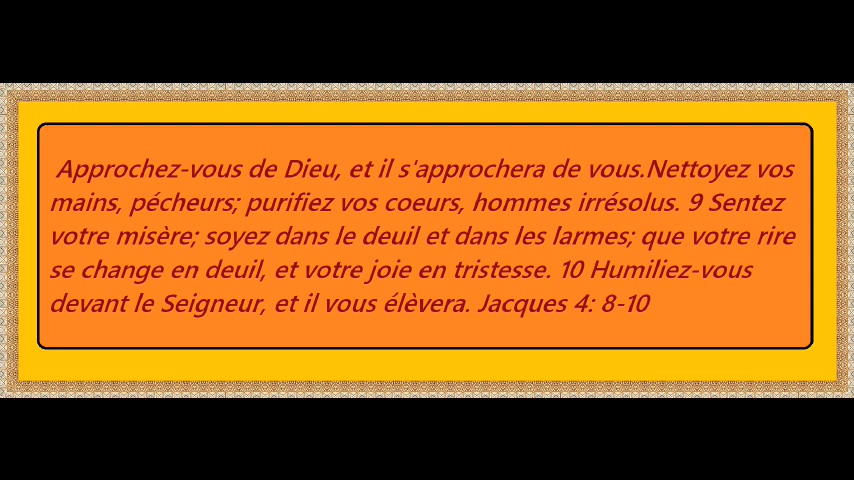 Approchez-vous de Dieu, et il s'approchera de vous.Nettoyez vos
mains, pécheurs; purifiez vos coeurs, hommes irrésolus. 9 Sentez
votre misère; soyez dans le deuil et dans les larmes; que votre rire
se change en deuil, et votre joie en tristesse. 10 Humiliez-vous
devant le Seigneur, et il vous élèvera. Jacques 4: 8-10